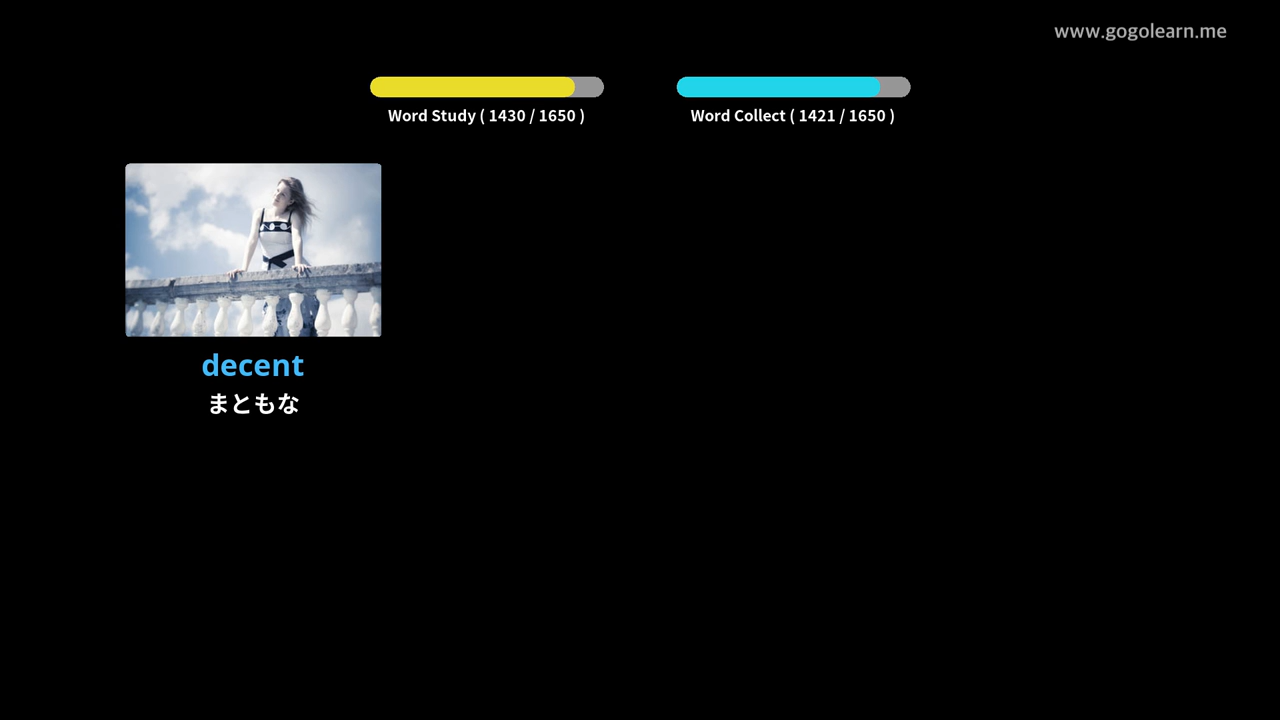 www.gogolearn.me
Word Study ( 1430 / 1650 )
Word Collect ( 1421 / 1650 )
decent
まともな